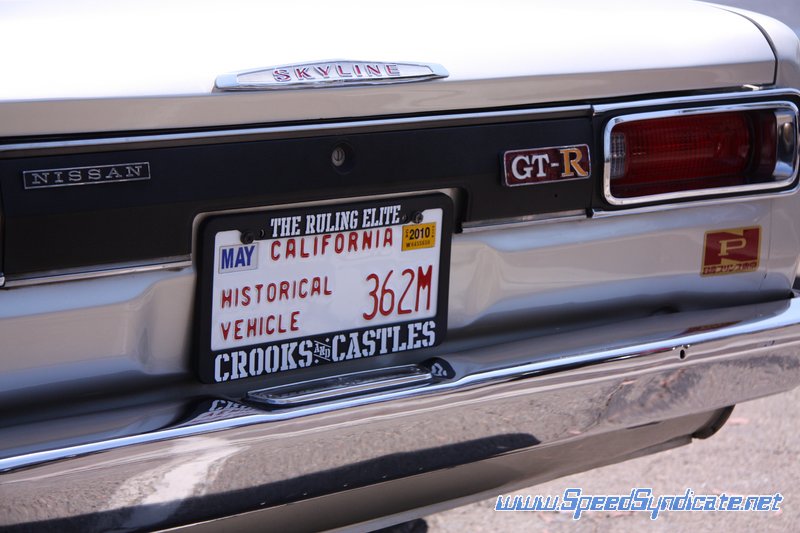 SKYLINE
NISSAN
GT-R
THE RULING ELITE
MAY
CALIFORNIA
2010
HISTORICAL
VEHICLE
362M
CROOKS AND CASTLES
P
www.SpeedSyndicate.net